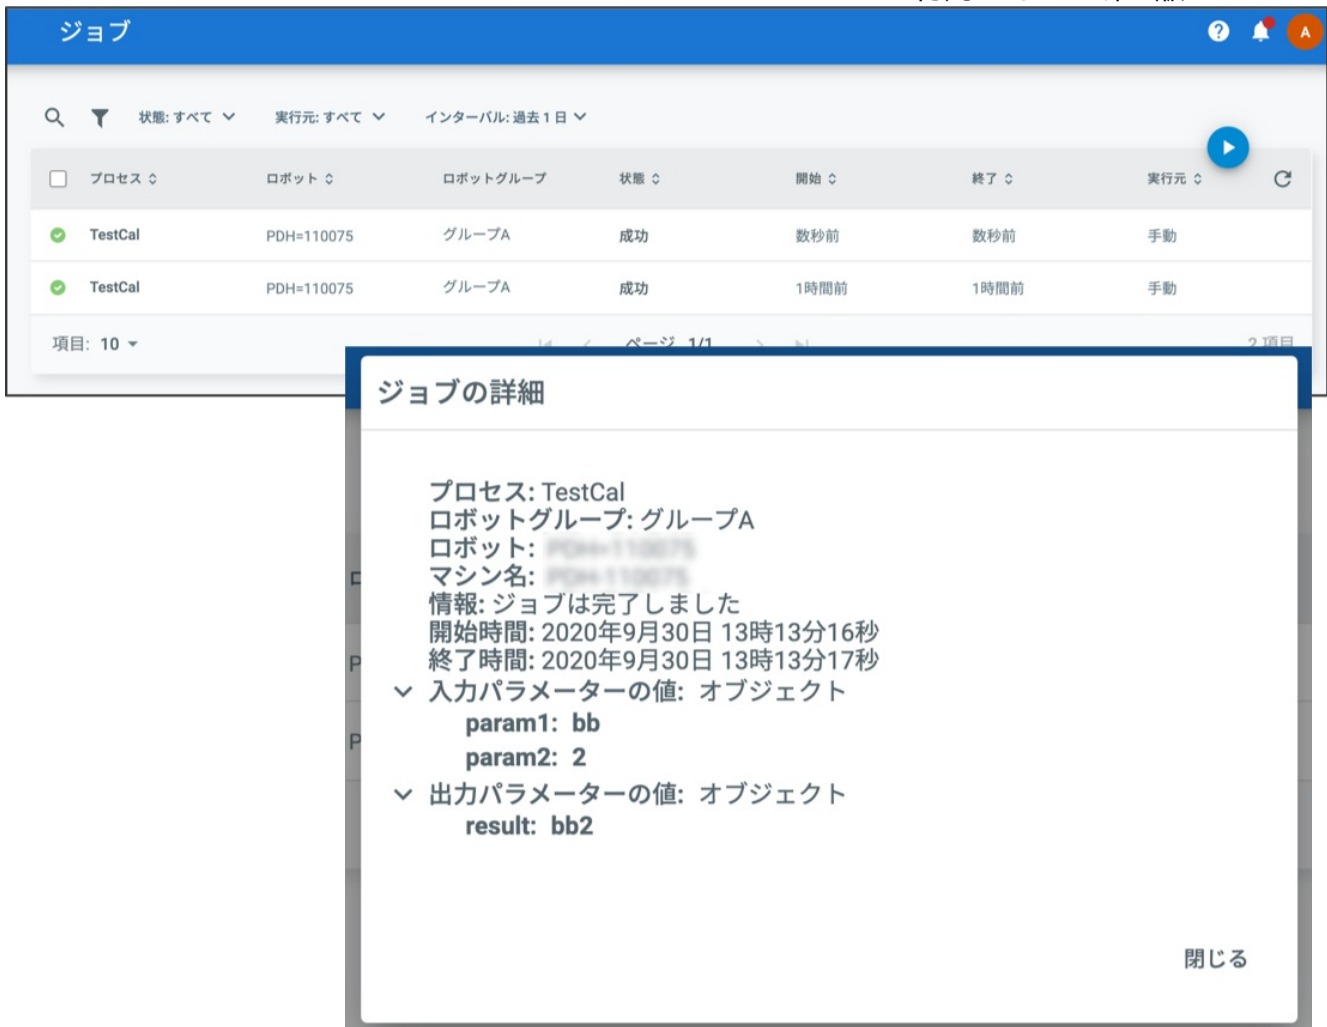 ジョブ
A
状態: すべて 実行元: すべて インターバル: 過去 1 日
プロセス ロボット ロボットグループ 状態 開始 終了 実行元
TestCal PDH=110075 グループA 成功 数秒前 数秒前 手動
TestCal PDH=110075 グループA 成功 1時間前 1時間前 手動
項目: 10 ページ 1/1 2 項目
ジョブの詳細
プロセス: TestCal
ロボットグループ: グループA
ロボット:
マシン名:
情報: ジョブは完了しました
開始時間: 2020年9月30日 13時13分16秒
終了時間: 2020年9月30日 13時13分17秒
入力パラメーターの値: オブジェクト
param1: bb
param2: 2
出力パラメーターの値: オブジェクト
result: bb2
閉じる